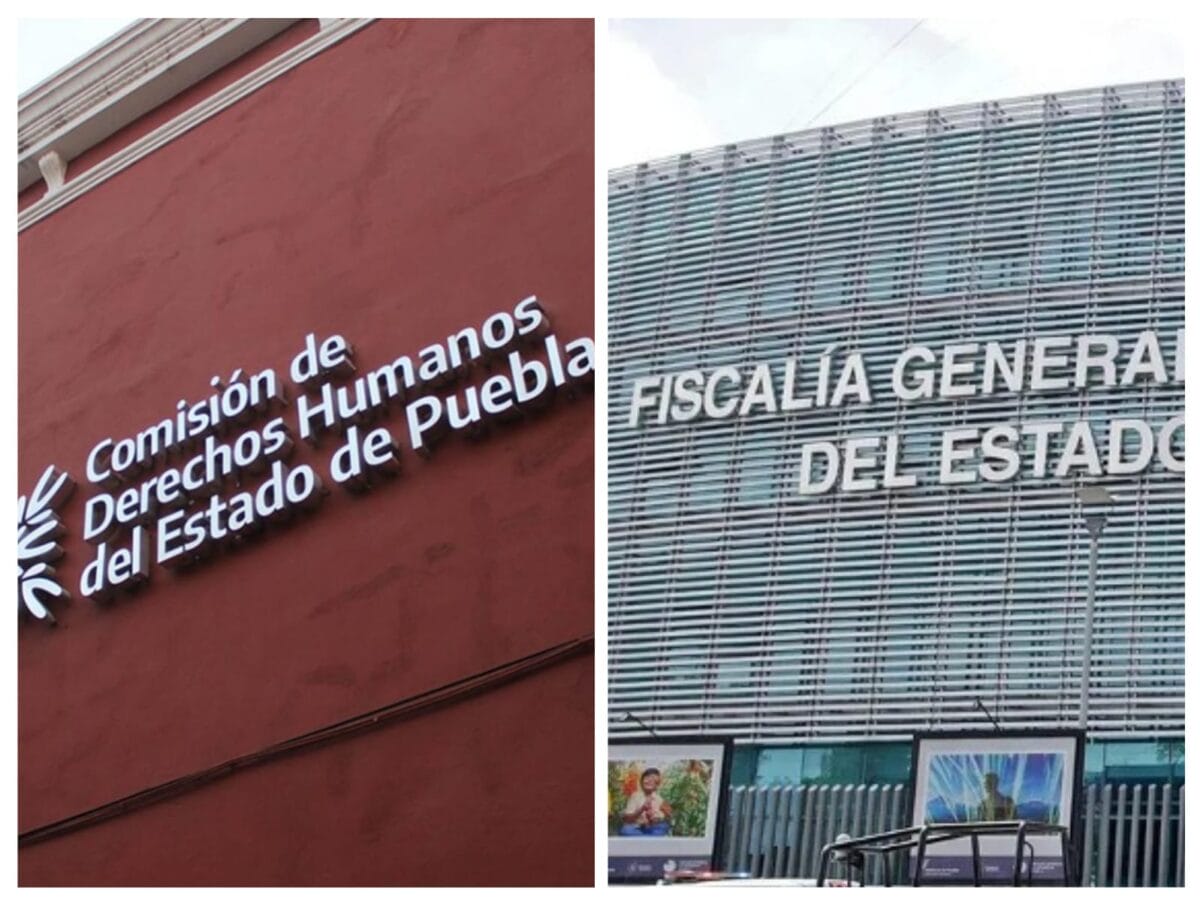 Comisión de
Derechos Humanos
del Estado de Puebla
FISCALÍA GENERAL
DEL ESTADO